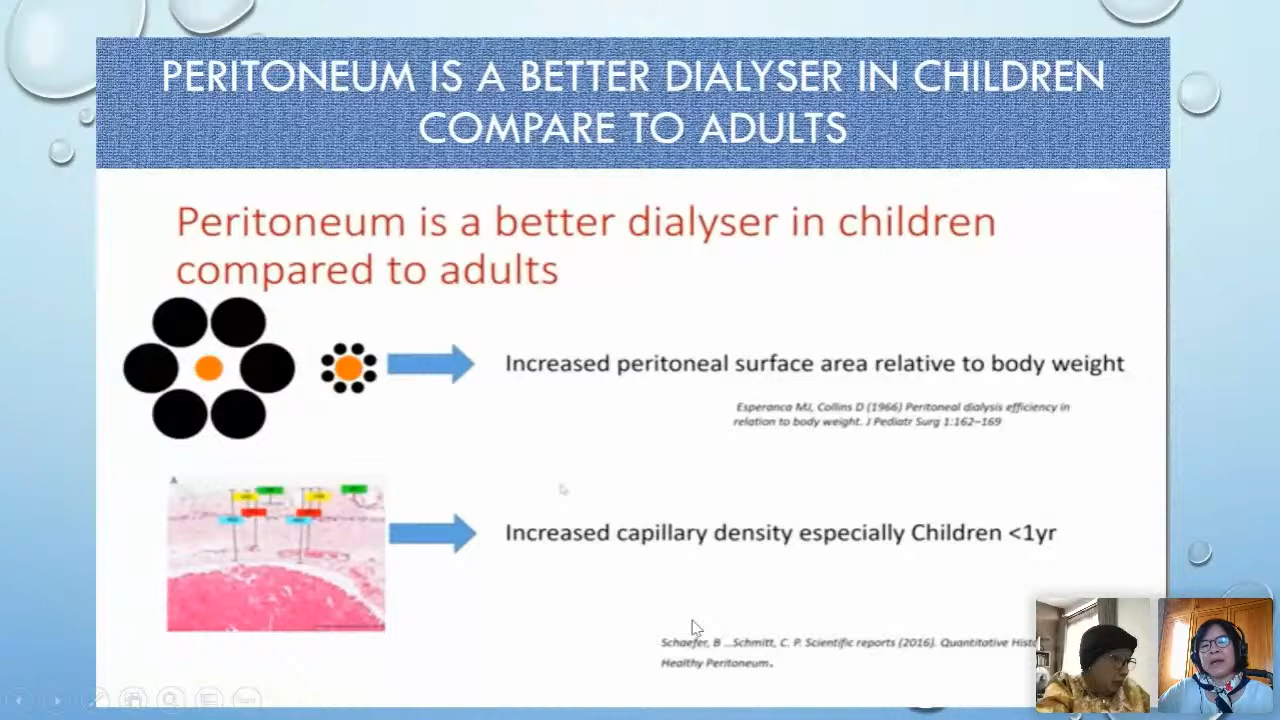 PERITONEUM IS A BETTER DIALYSER IN CHILDREN
COMPARE TO ADULTS
Peritoneum is a better dialyser in children
compared to adults
Increased peritoneal surface area relative to body weight
Esperanca MJ, Collins D (1966) Peritoneal dialysis efficiency in
relation to body weight. J Pediatr Surg 1:162–169
A
Increased capillary density especially Children <1yr
Schaefer, B ...Schmitt, C. P. Scientific reports (2016). Quantitative
Healthy Peritoneum.